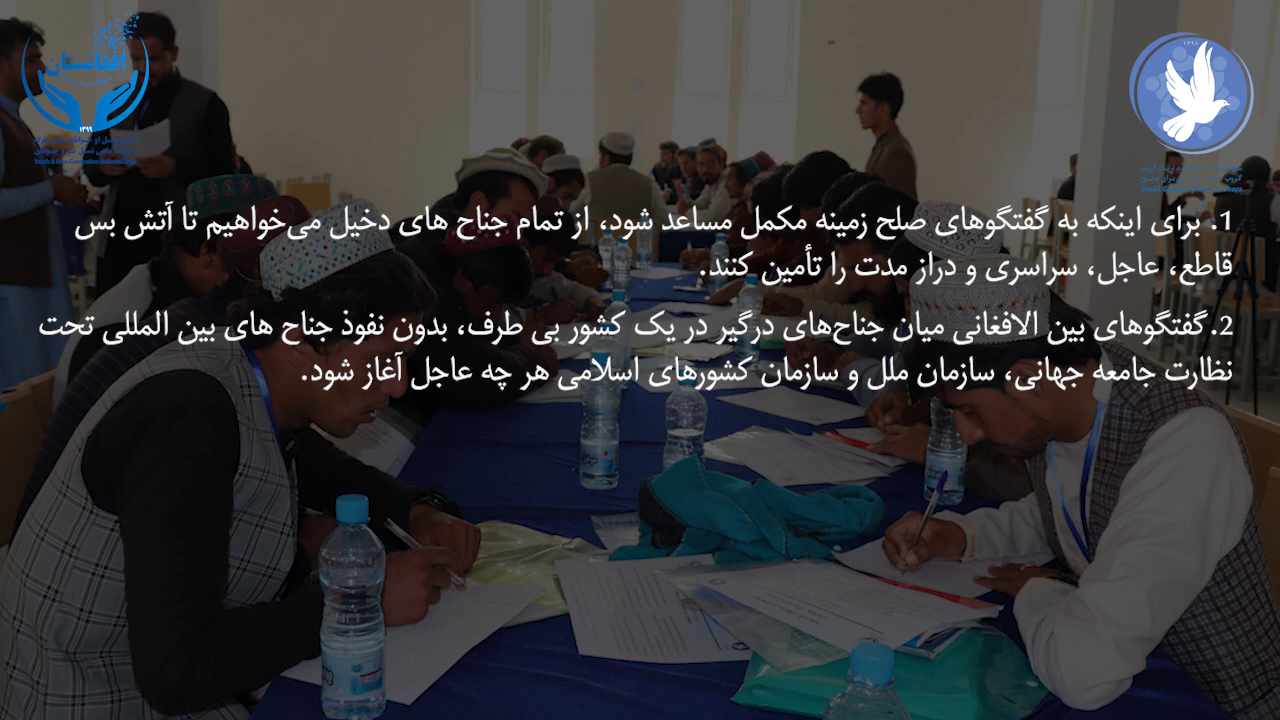 افغانستان
۱۳۹۹
۱۳۹۸
1. برای اینکه به گفتگوهای صلح زمینه مکمل مساعد شود، از تمام جناح های دخیل می‌خواهیم تا آتش بس
قاطع، عاجل، سراسری و دراز مدت را تأمین کنند.
2.گفتگوهای بین الافغانی میان جناح‌های درگیر در یک کشور بی طرف، بدون نفوذ جناح های بین المللی تحت
نظارت جامعه جهانی، سازمان ملل و سازمان کشورهای اسلامی هر چه عاجل آغاز شود.